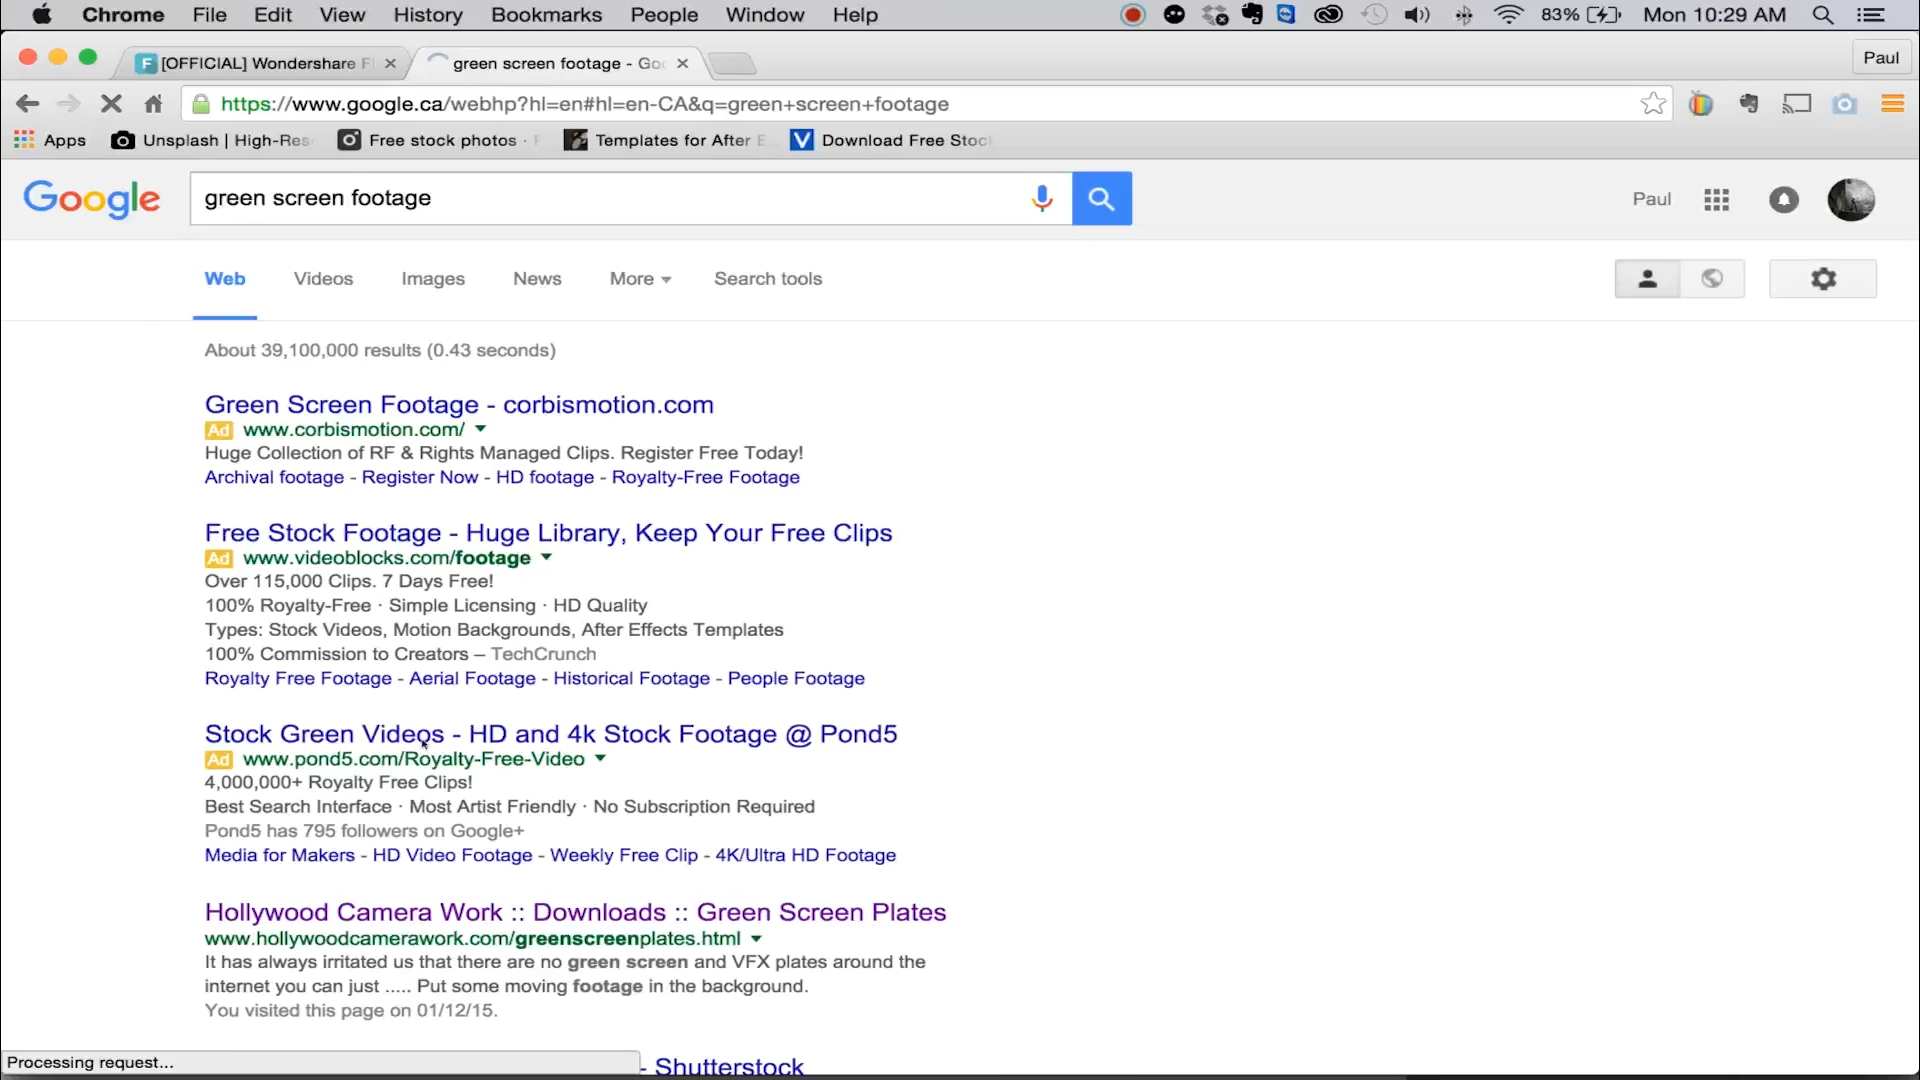 Chrome File Edit View History Bookmarks People Window Help 83% Mon 10:29 AM
[OFFICIAL] Wondershare F green screen footage - Goo Paul
https://www.google.ca/webhp?hl=en#hl=en-CA&q=green+screen+footage
Apps Unsplash | High-Res Free stock photos · Templates for After E Download Free Stoc
Google green screen footage Paul
Web Videos Images News More Search tools
About 39,100,000 results (0.43 seconds)
Green Screen Footage - corbismotion.com
Ad www.corbismotion.com/
Huge Collection of RF & Rights Managed Clips. Register Free Today!
Archival footage - Register Now - HD footage - Royalty-Free Footage
Free Stock Footage - Huge Library, Keep Your Free Clips
Ad www.videoblocks.com/footage
Over 115,000 Clips. 7 Days Free!
100% Royalty-Free · Simple Licensing · HD Quality
Types: Stock Videos, Motion Backgrounds, After Effects Templates
100% Commission to Creators – TechCrunch
Royalty Free Footage - Aerial Footage - Historical Footage - People Footage
Stock Green Videos - HD and 4k Stock Footage @ Pond5
Ad www.pond5.com/Royalty-Free-Video
4,000,000+ Royalty Free Clips!
Best Search Interface · Most Artist Friendly · No Subscription Required
Pond5 has 795 followers on Google+
Media for Makers - HD Video Footage - Weekly Free Clip - 4K/Ultra HD Footage
Hollywood Camera Work :: Downloads :: Green Screen Plates
www.hollywoodcamerawork.com/greenscreenplates.html
It has always irritated us that there are no green screen and VFX plates around the
internet you can just ..... Put some moving footage in the background.
You visited this page on 01/12/15.
Processing request... - Shutterstock